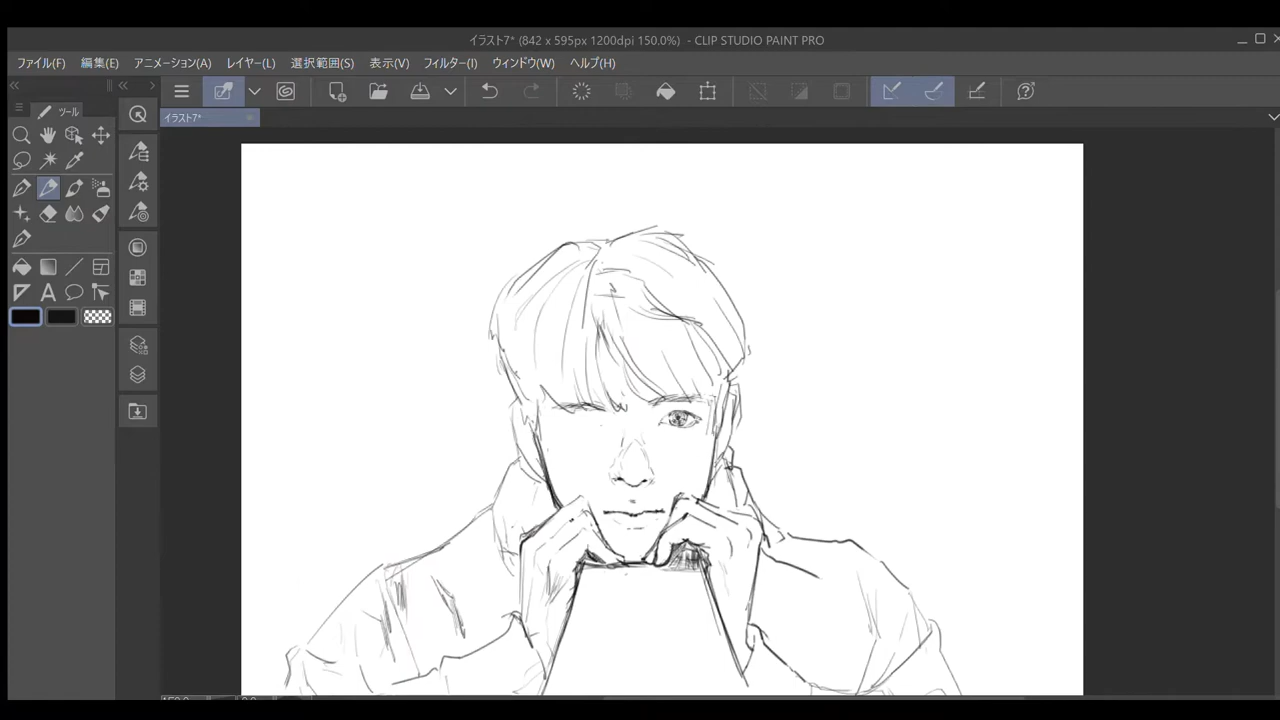 イラスト7* (842 x 595px 1200dpi 150.0%) - CLIP STUDIO PAINT PRO
ファイル(F) 編集(E) アニメーション(A) レイヤー(L) 選択範囲(S) 表示(V) フィルター(I) ウィンドウ(W) ヘルプ(H)
イラスト7*
ツール